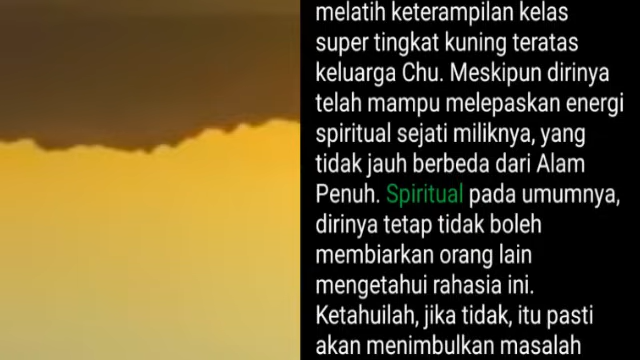 melatih keterampilan kelas
super tingkat kuning teratas
keluarga Chu. Meskipun dirinya
telah mampu melepaskan energi
spiritual sejati miliknya, yang
tidak jauh berbeda dari Alam
Penuh. Spiritual pada umumnya,
dirinya tetap tidak boleh
membiarkan orang lain
mengetahui rahasia ini.
Ketahuilah, jika tidak, itu pasti
akan menimbulkan masalah